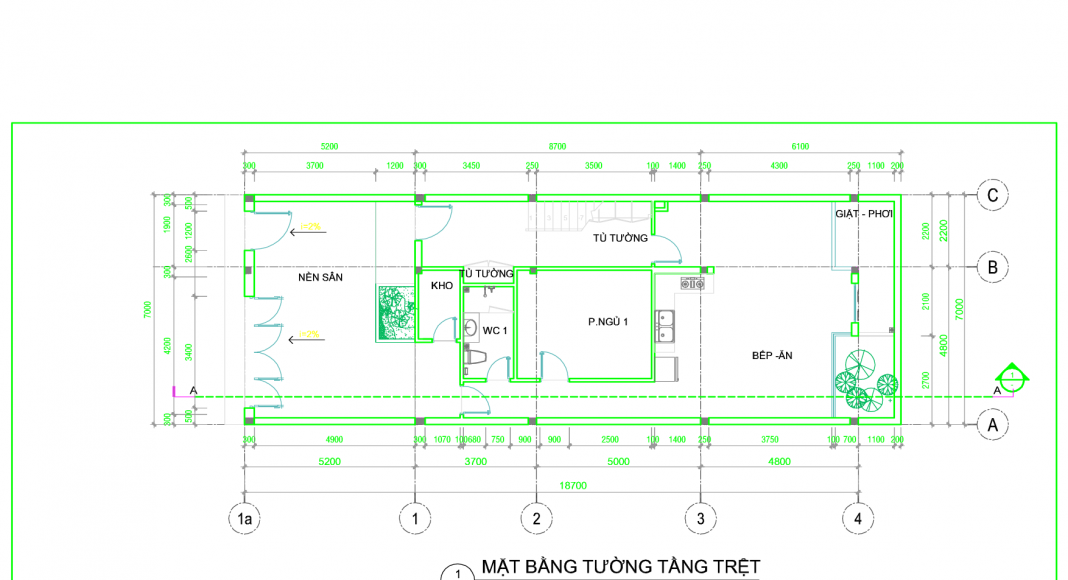 5200 8700 6100
300 3700 1200 300 3450 250 3500 100 1400 250 4300 250 1100 200
C
300 500
GIẶT - PHƠI
1900 1200
i=2%
2200 2200
TỦ TƯỜNG
2600
B
300
TỦ TƯỜNG
NỀN SÂN
KHO
7000
2100 7000
P.NGỦ 1
WC 1
i=2%
4200 3400
4800
BẾP -ĂN
2700
1
A A
300 500
A
300 4900 300 1070 100 680 750 900 900 2500 100 1400 250 3750 100 700 1100 200
5200 3700 5000 4800
18700
1a 1 2 3 4
1 MẶT BẰNG TƯỜNG TẦNG TRỆT